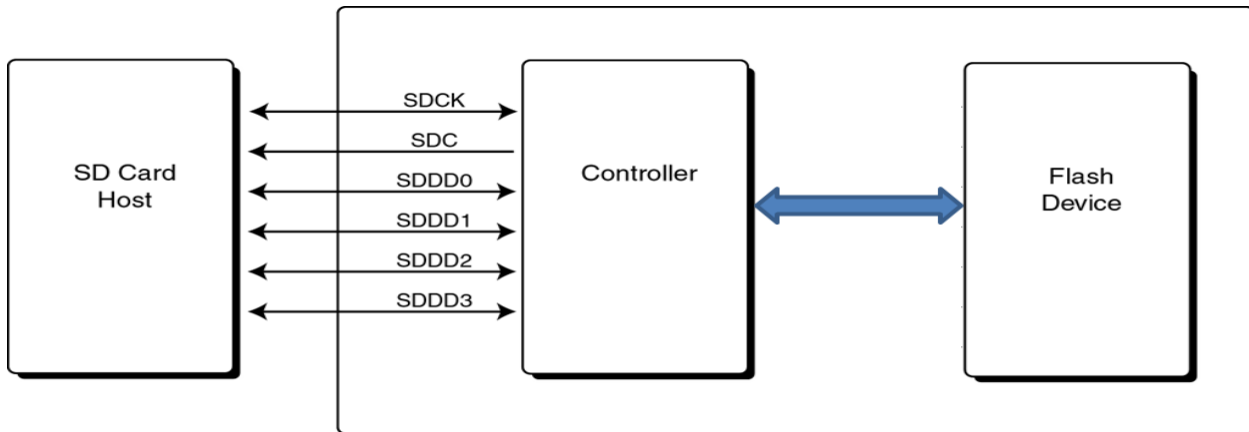 SD Card
Host
SDCK
SDC
SDDD0
SDDD1
SDDD2
SDDD3
Controller
Flash
Device